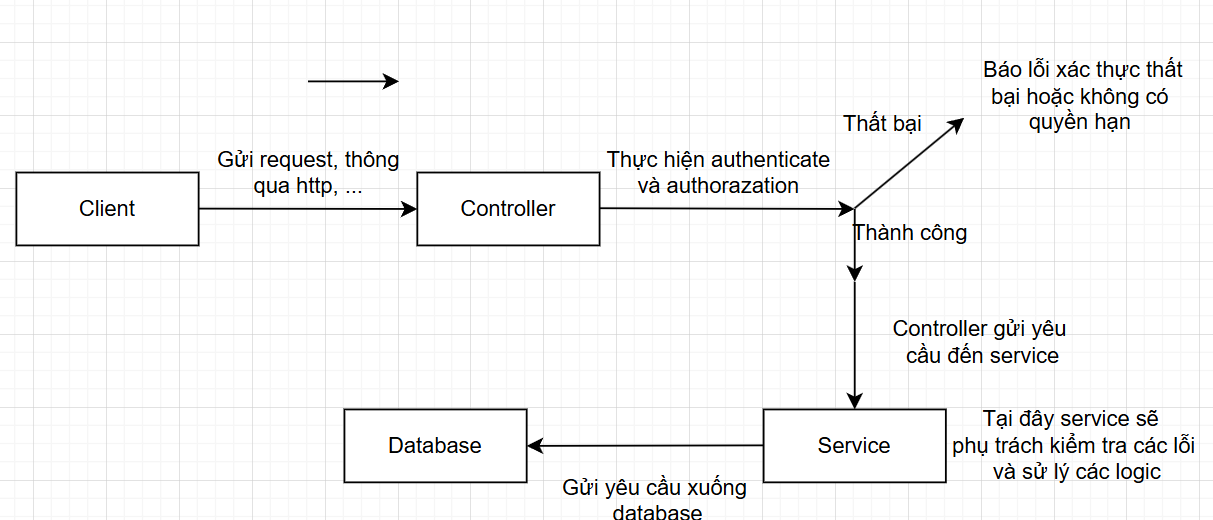 Báo lỗi xác thực thất
bại hoặc không có
quyền hạn
Thất bại
Gửi request, thông
qua http, ...
Thực hiện authenticate
và authorazation
Client
Controller
Thành công
Controller gửi yêu
cầu đến service
Database
Service
Tại đây service sẽ
phụ trách kiểm tra các lỗi
và sử lý các logic
Gửi yêu cầu xuống
database